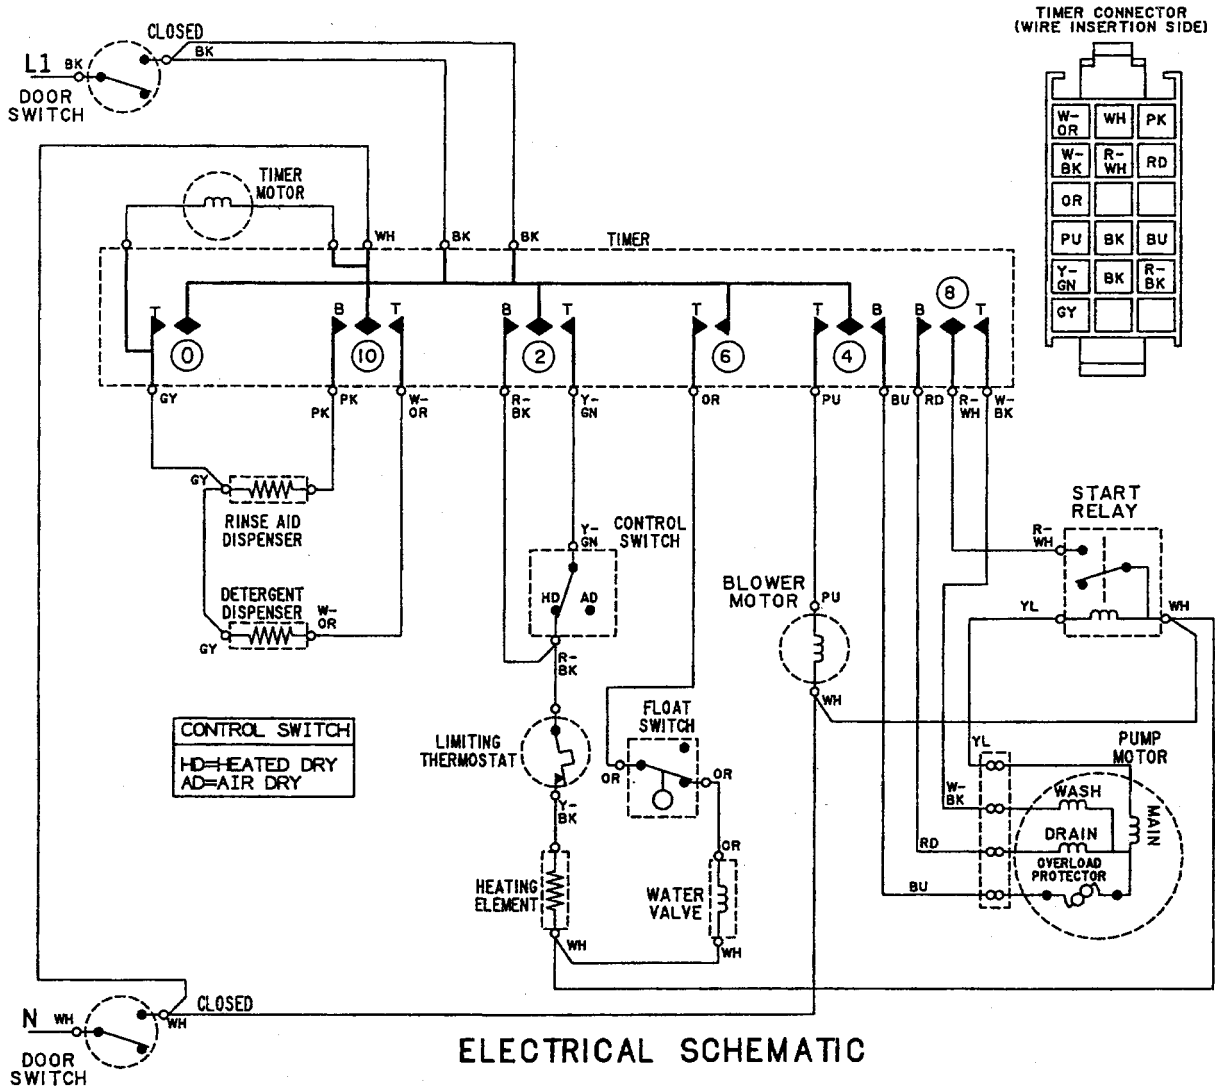 TIMER CONNECTOR
(WIRE INSERTION SIDE)
W-OR WH PK
W-BK R-WH RD
OR
PU BK BU
Y-GN BK R-BK
GY
CLOSED
BK
L1 BK
DOOR
SWITCH
TIMER
MOTOR
WH BK BK
TIMER
T B T B T T T B B 8 T
0 10 2 6 4
GY PK W-OR R-BK Y-GN OR PU BU RD R-WH W-BK
PK
GY
RINSE AID
DISPENSER
DETERGENT
DISPENSER
W-OR
GY
Y-GN
CONTROL
SWITCH
HD AD
R-BK
START
RELAY
R-WH
YL WH
BLOWER
MOTOR
PU
WH
CONTROL SWITCH
HD=HEATED DRY
AD=AIR DRY
LIMITING
THERMOSTAT
Y-BK
FLOAT
SWITCH
OR OR
OR
HEATING
ELEMENT
WH
WATER
VALVE
WH
YL
PUMP
MOTOR
W-BK
WASH
MAIN
RD
DRAIN
OVERLOAD
PROTECTOR
BU
CLOSED
N WH
WH
DOOR
SWITCH
ELECTRICAL SCHEMATIC